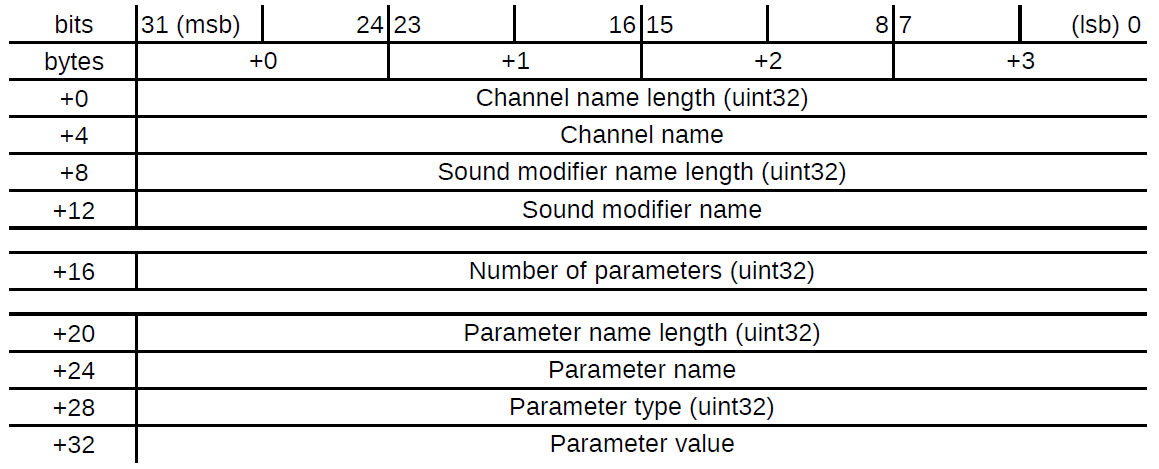 bits 31 (msb) 24 23 16 15 8 7 (lsb) 0
bytes +0 +1 +2 +3
+0 Channel name length (uint32)
+4 Channel name
+8 Sound modifier name length (uint32)
+12 Sound modifier name
+16 Number of parameters (uint32)
+20 Parameter name length (uint32)
+24 Parameter name
+28 Parameter type (uint32)
+32 Parameter value